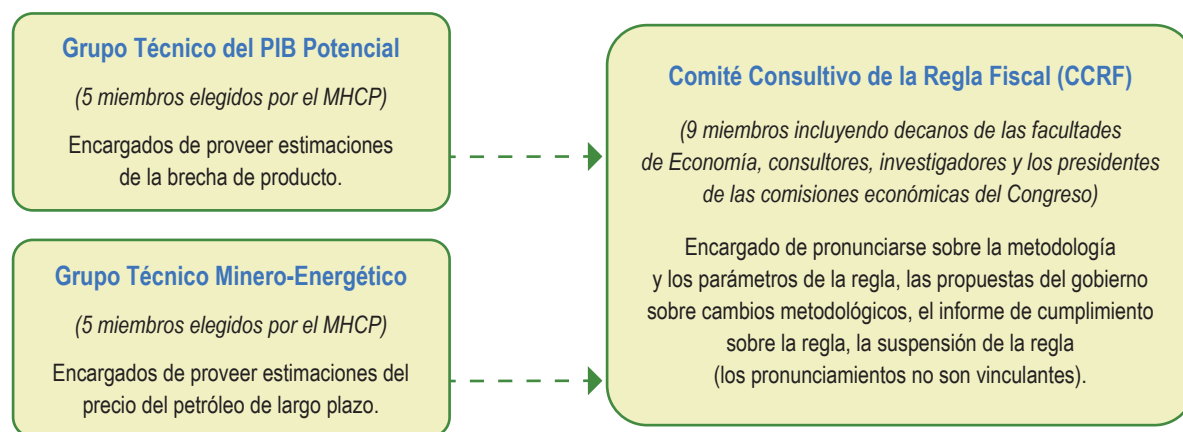 Grupo Técnico del PIB Potencial
(5 miembros elegidos por el MHCP)
Encargados de proveer estimaciones
de la brecha de producto.
Grupo Técnico Minero-Energético
(5 miembros elegidos por el MHCP)
Encargados de proveer estimaciones del
precio del petróleo de largo plazo.
Comité Consultivo de la Regla Fiscal (CCRF)
(9 miembros incluyendo decanos de las facultades
de Economía, consultores, investigadores y los presidentes
de las comisiones económicas del Congreso)
Encargado de pronunciarse sobre la metodología
y los parámetros de la regla, las propuestas del gobierno
sobre cambios metodológicos, el informe de cumplimiento
sobre la regla, la suspensión de la regla
(los pronunciamientos no son vinculantes).